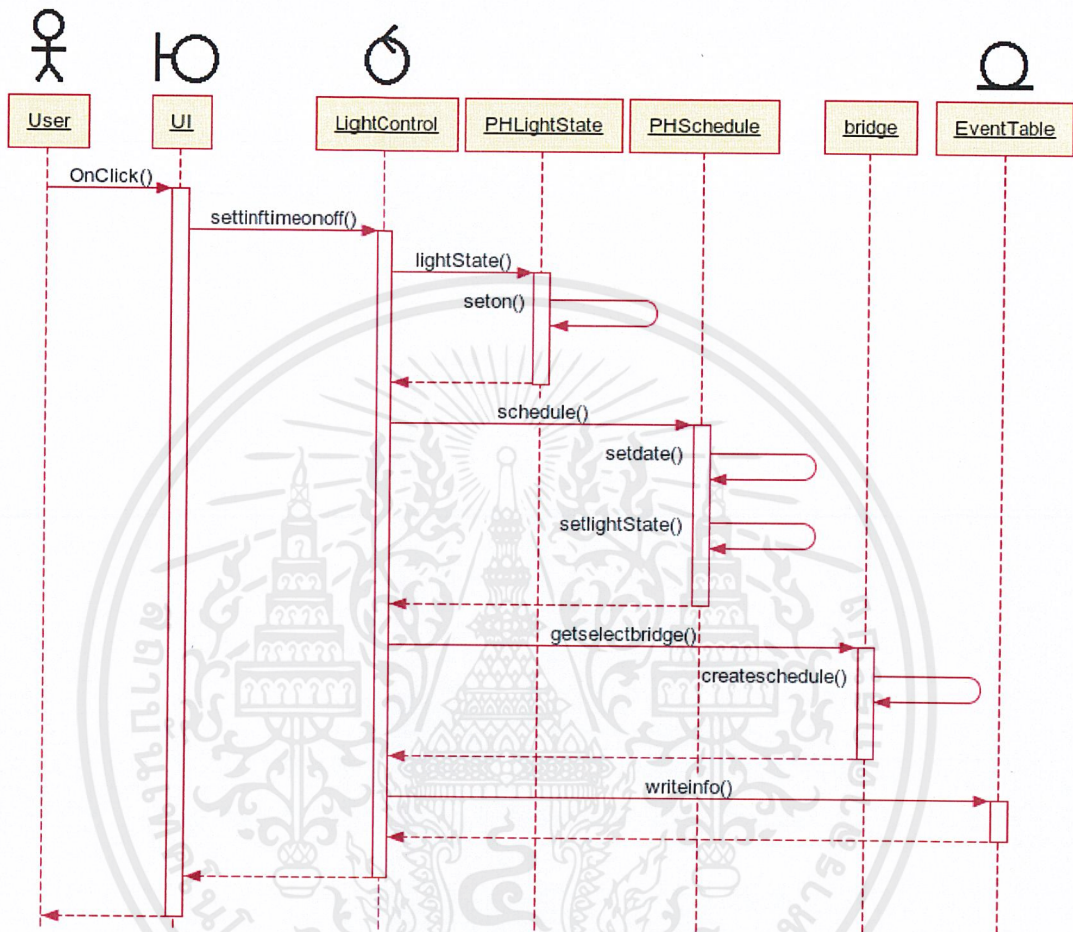 User
UI
LightControl
PHLightState
PHSchedule
bridge
EventTable
OnClick()
settinftimeonoff()
lightState()
seton()
schedule()
setdate()
setlightState()
getselectbridge()
createschedule()
writeinfo()